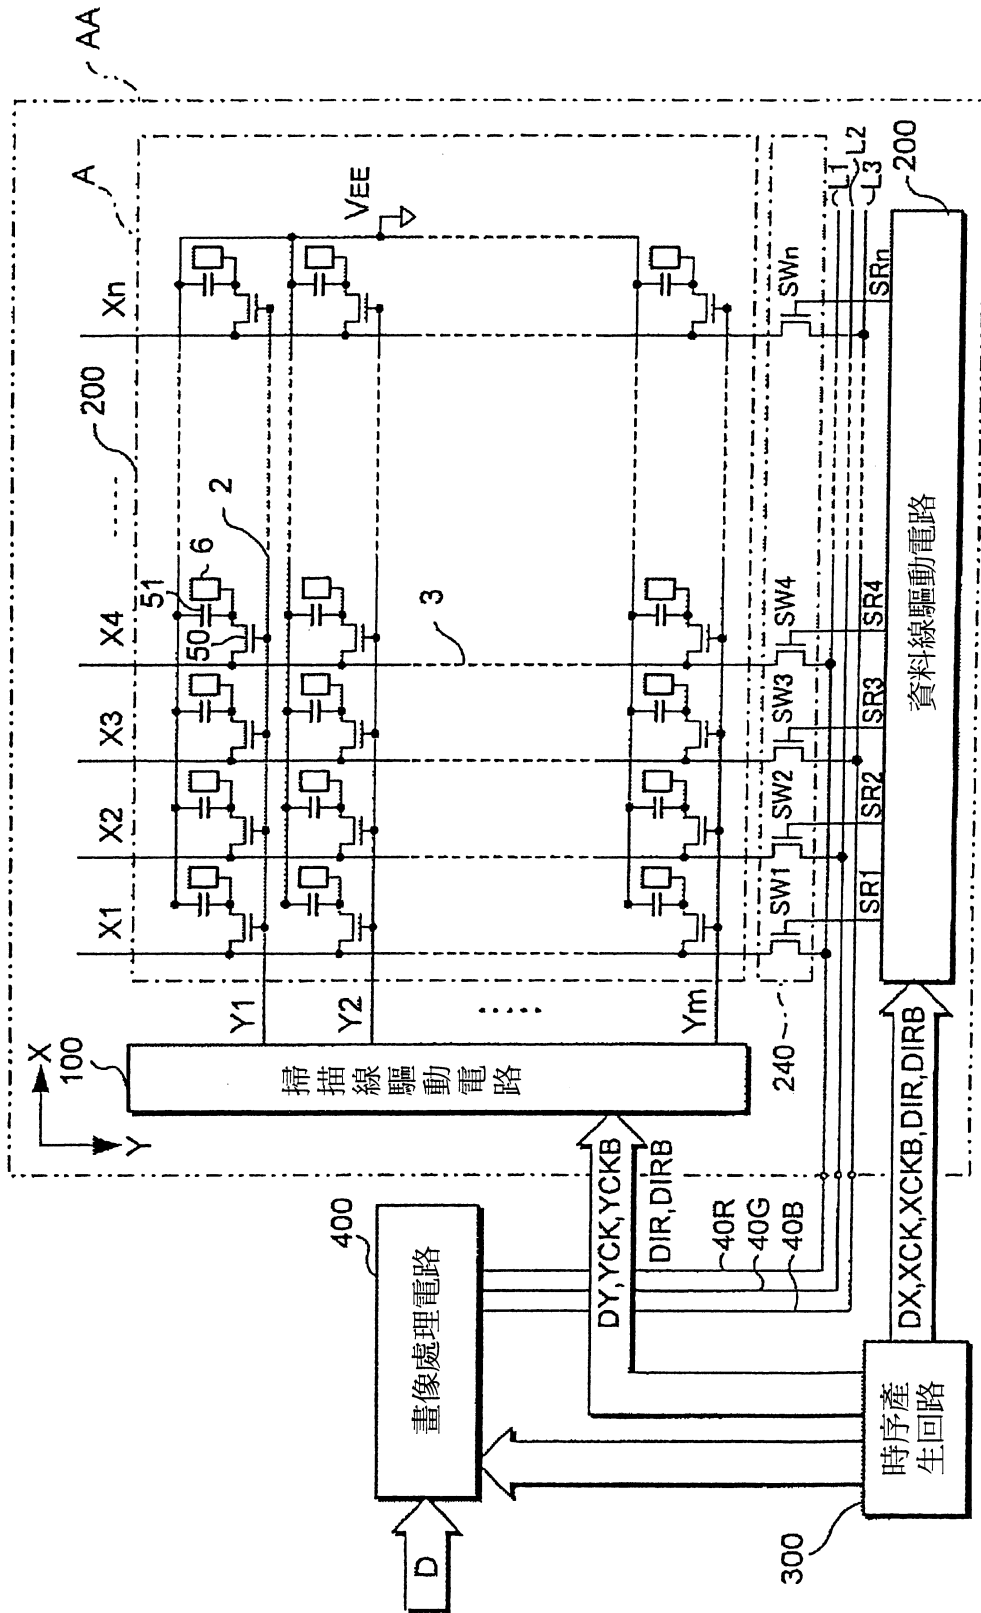 AA
A
200
X1
X2
X3
X4
......
Xn
X
Y
100
掃描線驅動電路
Y1
Y2
.....
Ym
51
6
50
2
3
VEE
SW1
SW2
SW3
SW4
SWn
240
L1
L2
L3
SR1
SR2
SR3
SR4
SRn
200
資料線驅動電路
400
畫像處理電路
D
DY,YCK,YCKB
DIR,DIRB
40R
40G
40B
DX,XCK,XCKB,DIR,DIRB
300
時序產
生回路